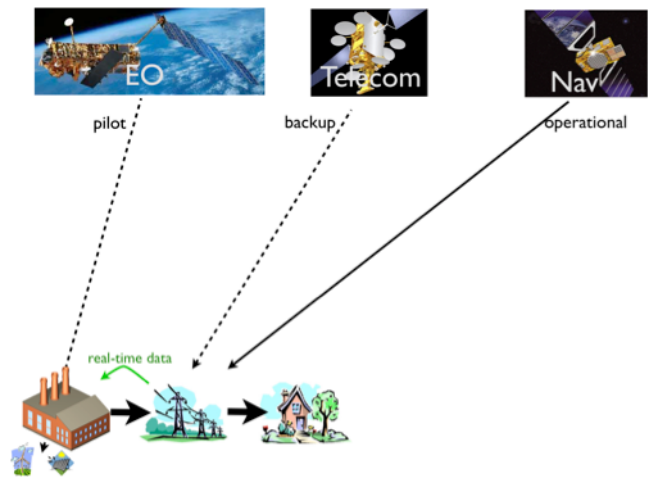 EO
Telecom
Nav
pilot
backup
operational
real-time data